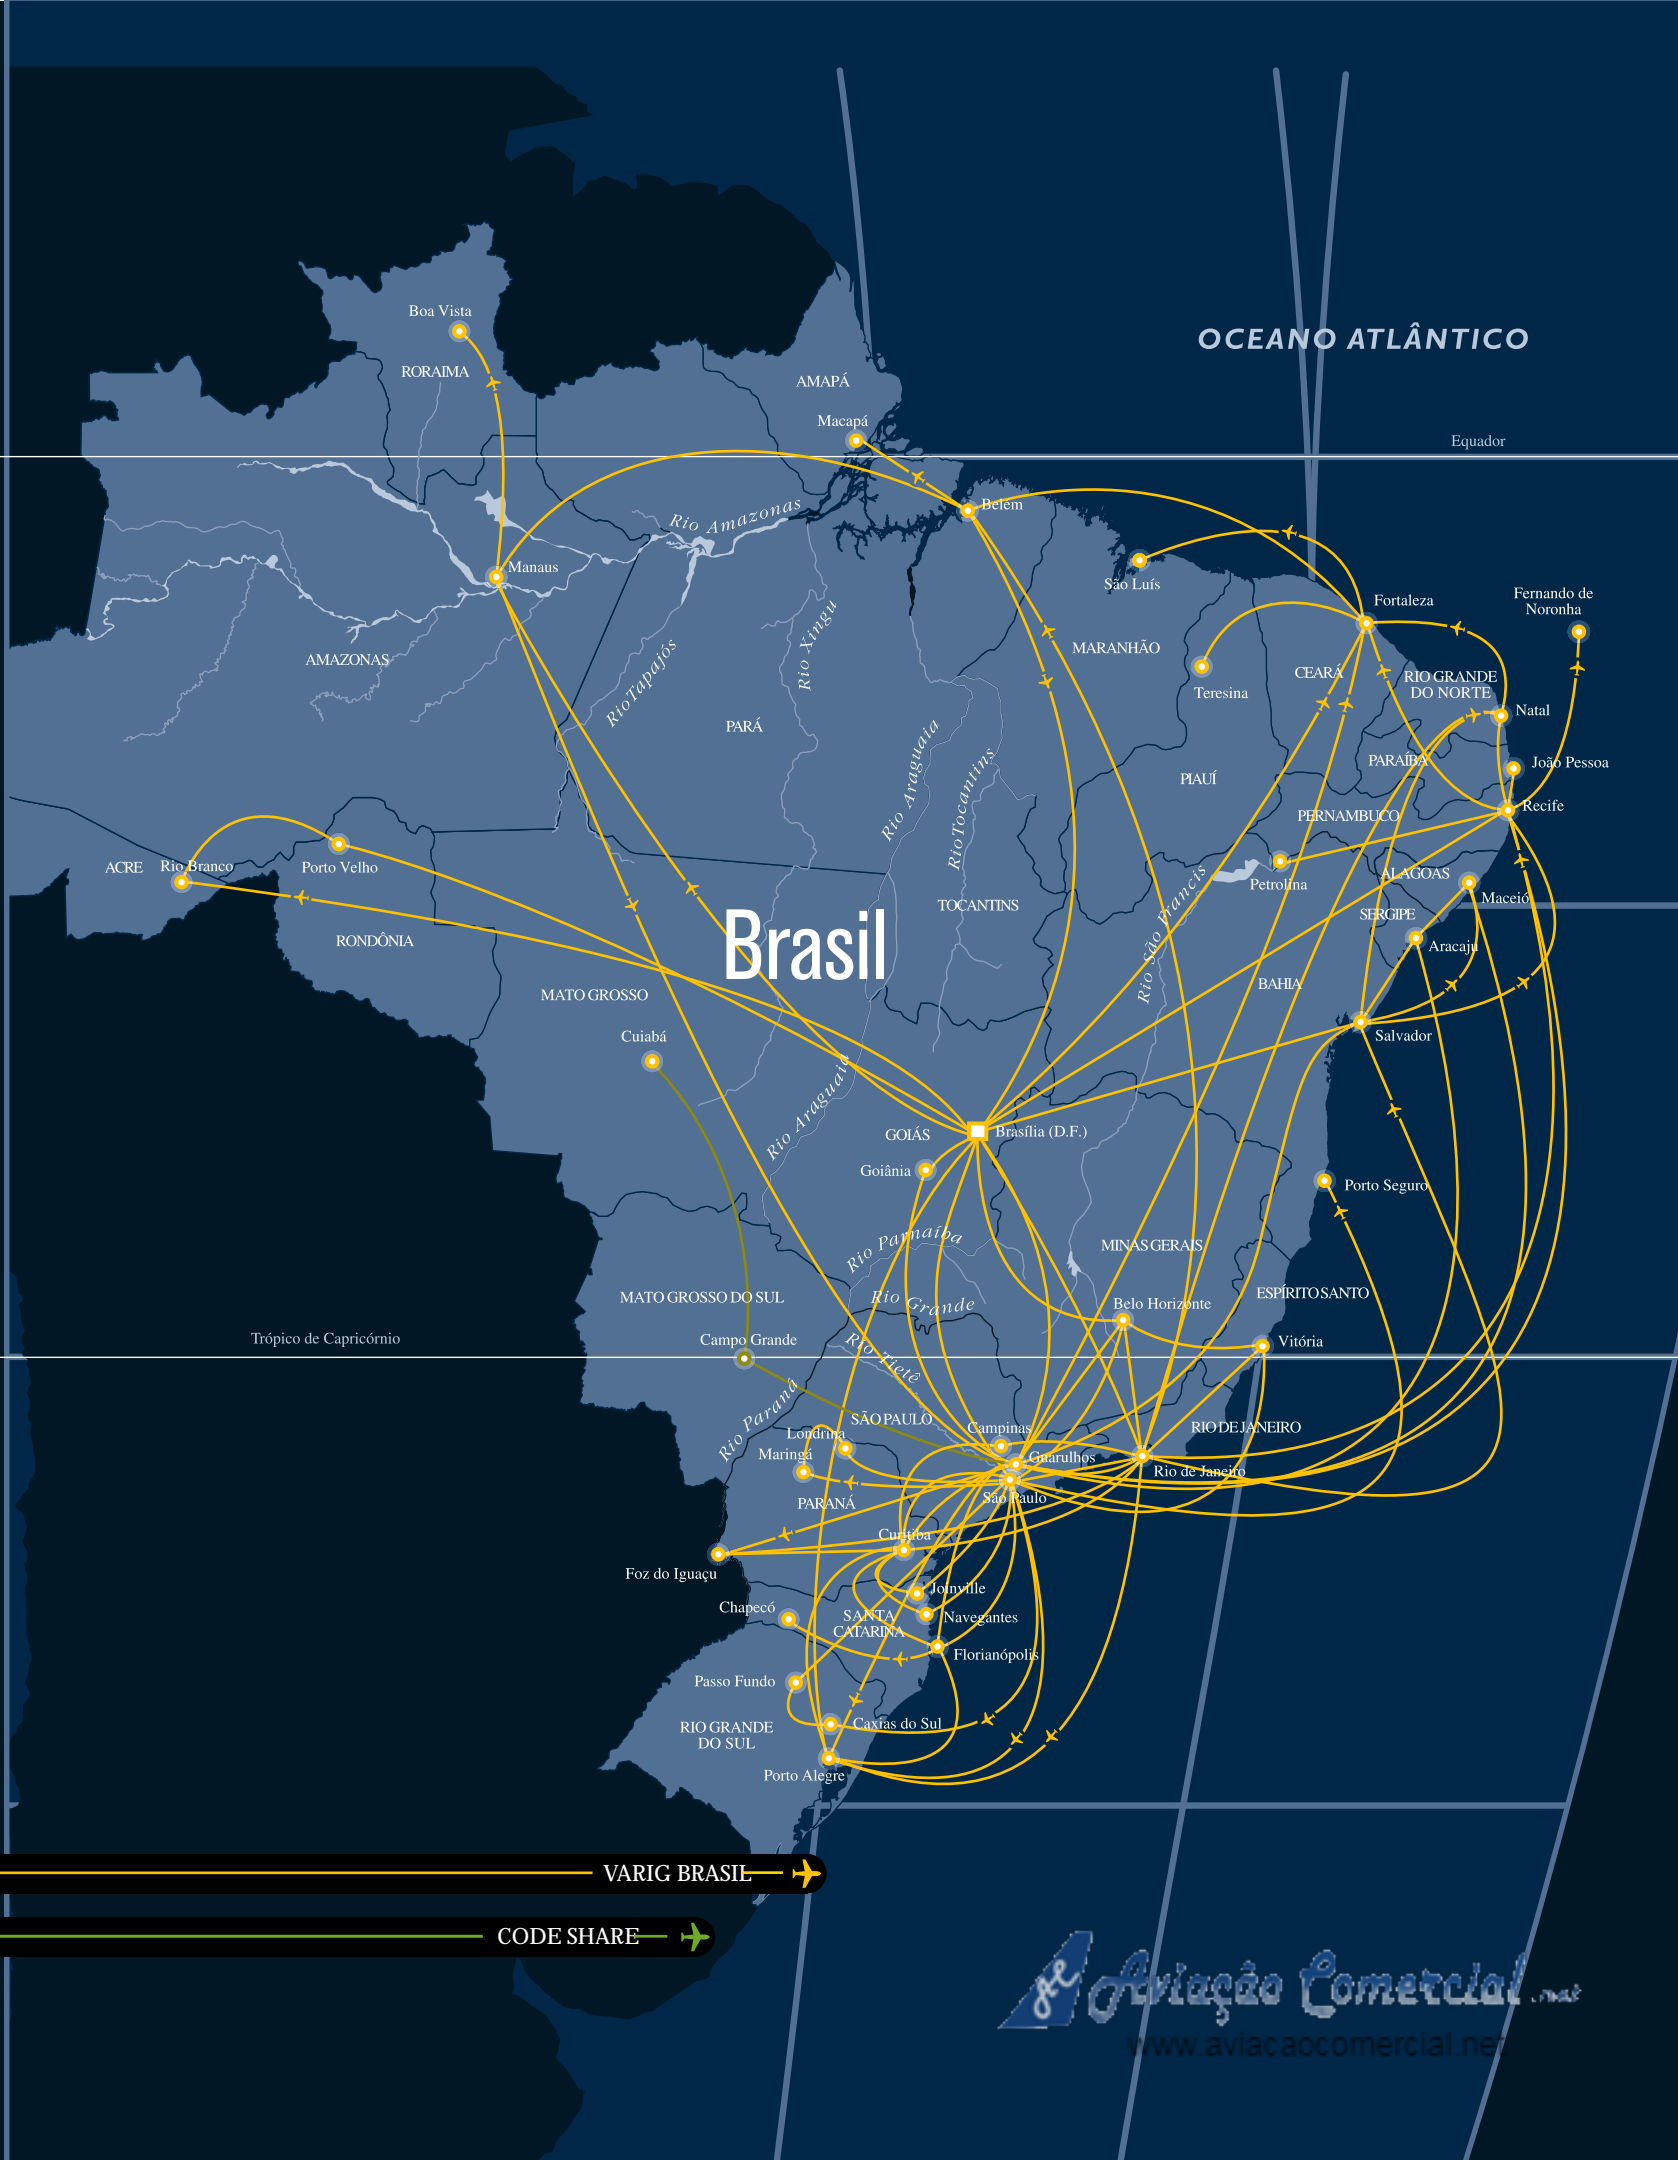 OCEANO ATLÂNTICO
Boa Vista
RORAIMA
AMAPÁ
Macapá
Equador
Belém
Rio Amazonas
Manaus
São Luís
Fortaleza
Fernando de
Noronha
MARANHÃO
AMAZONAS
Rio Tapajós
Rio Xingu
CEARÁ
RIO GRANDE
DO NORTE
Teresina
Natal
PARÁ
Rio Araguaia
Rio Tocantins
PIAUÍ
PARAÍBA
João Pessoa
Recife
PERNAMBUCO
ACRE
Rio Branco
Porto Velho
Petrolina
ALAGOAS
Maceió
TOCANTINS
Rio São Francis
SERGIPE
Brasil
RONDÔNIA
Aracaju
MATO GROSSO
BAHIA
Cuiabá
Salvador
Rio Araguaia
GOIÁS
Brasília (D.F.)
Goiânia
Porto Seguro
Rio Parnaíba
MINAS GERAIS
MATO GROSSO DO SUL
Rio Grande
ESPÍRITO SANTO
Belo Horizonte
Trópico de Capricórnio
Campo Grande
Rio Tietê
Vitória
Rio Paraná
SÃO PAULO
Campinas
RIO DE JANEIRO
Londrina
Maringá
Guarulhos
Rio de Janeiro
PARANÁ
São Paulo
Curitiba
Foz do Iguaçu
Joinville
Chapecó
SANTA
CATARINA
Navegantes
Florianópolis
Passo Fundo
RIO GRANDE
DO SUL
Caxias do Sul
Porto Alegre
VARIG BRASIL
CODE SHARE
Aviação Comercial .net
www.aviacaocomercial.net